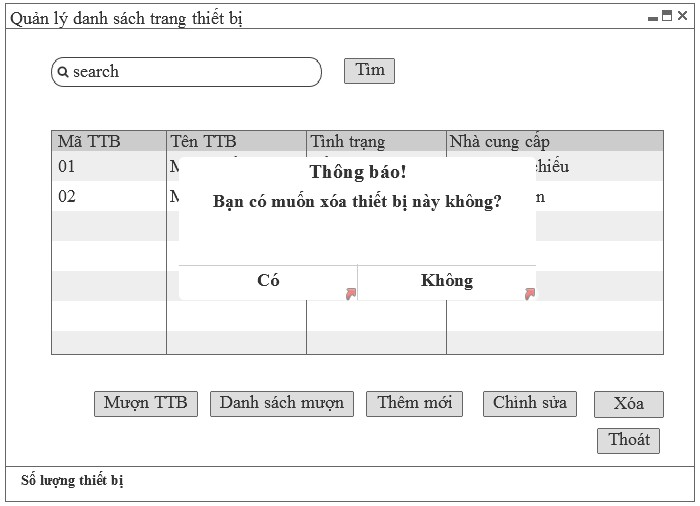 Quản lý danh sách trang thiết bị
search
Tìm
Mã TTB Tên TTB Tình trạng Nhà cung cấp
01
02
Thông báo!
Bạn có muốn xóa thiết bị này không?
Có Không
Mượn TTB Danh sách mượn Thêm mới Chỉnh sửa Xóa
Thoát
Số lượng thiết bị